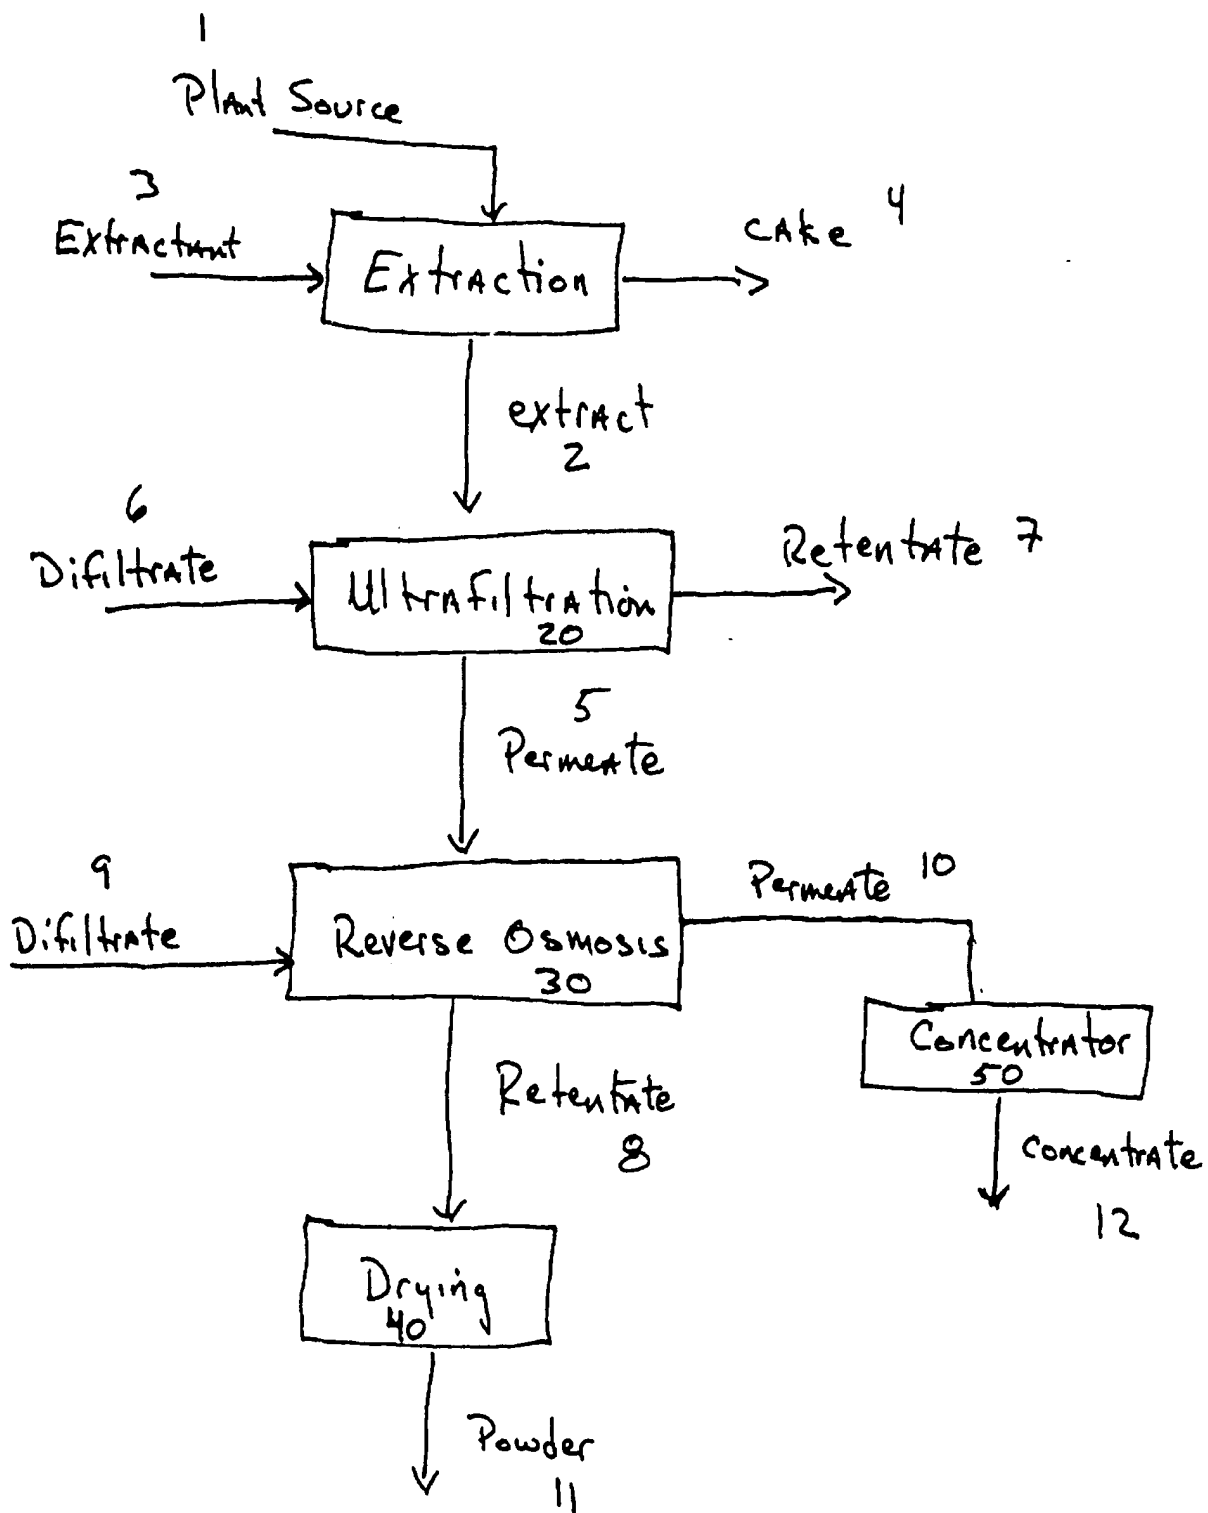 1
Plant Source
3
Extractant
Extraction
cake 4
extract
2
6
Difiltrate
Ultrafiltration
20
Retentate 7
5
Permeate
9
Difiltrate
Reverse Osmosis
30
Permeate 10
Concentrator
50
Retentate
8
Concentrate
12
Drying
40
Powder
11